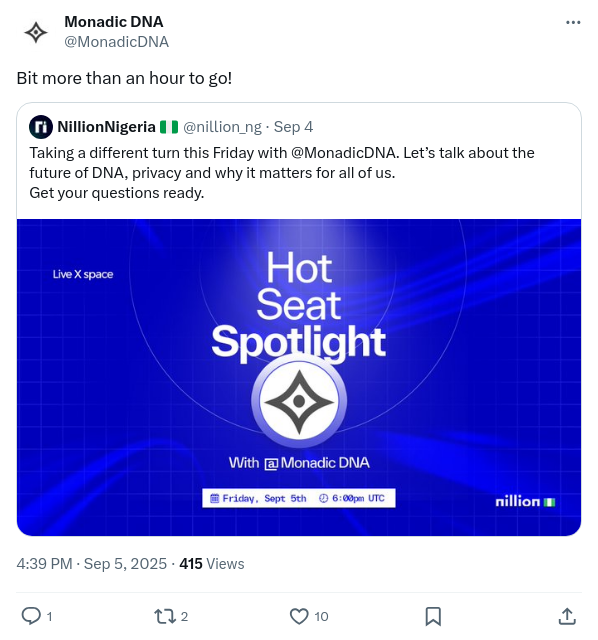 Monadic DNA
@MonadicDNA
Bit more than an hour to go!
NillionNigeria 🇳🇬 @nillion_ng · Sep 4
Taking a different turn this Friday with @MonadicDNA. Let’s talk about the
future of DNA, privacy and why it matters for all of us.
Get your questions ready.
Live X space
Hot
Seat
Spotlight
With @Monadic DNA
Friday, Sept 5th 6:00pm UTC
nillion
4:39 PM · Sep 5, 2025 · 415 Views
1 2 10